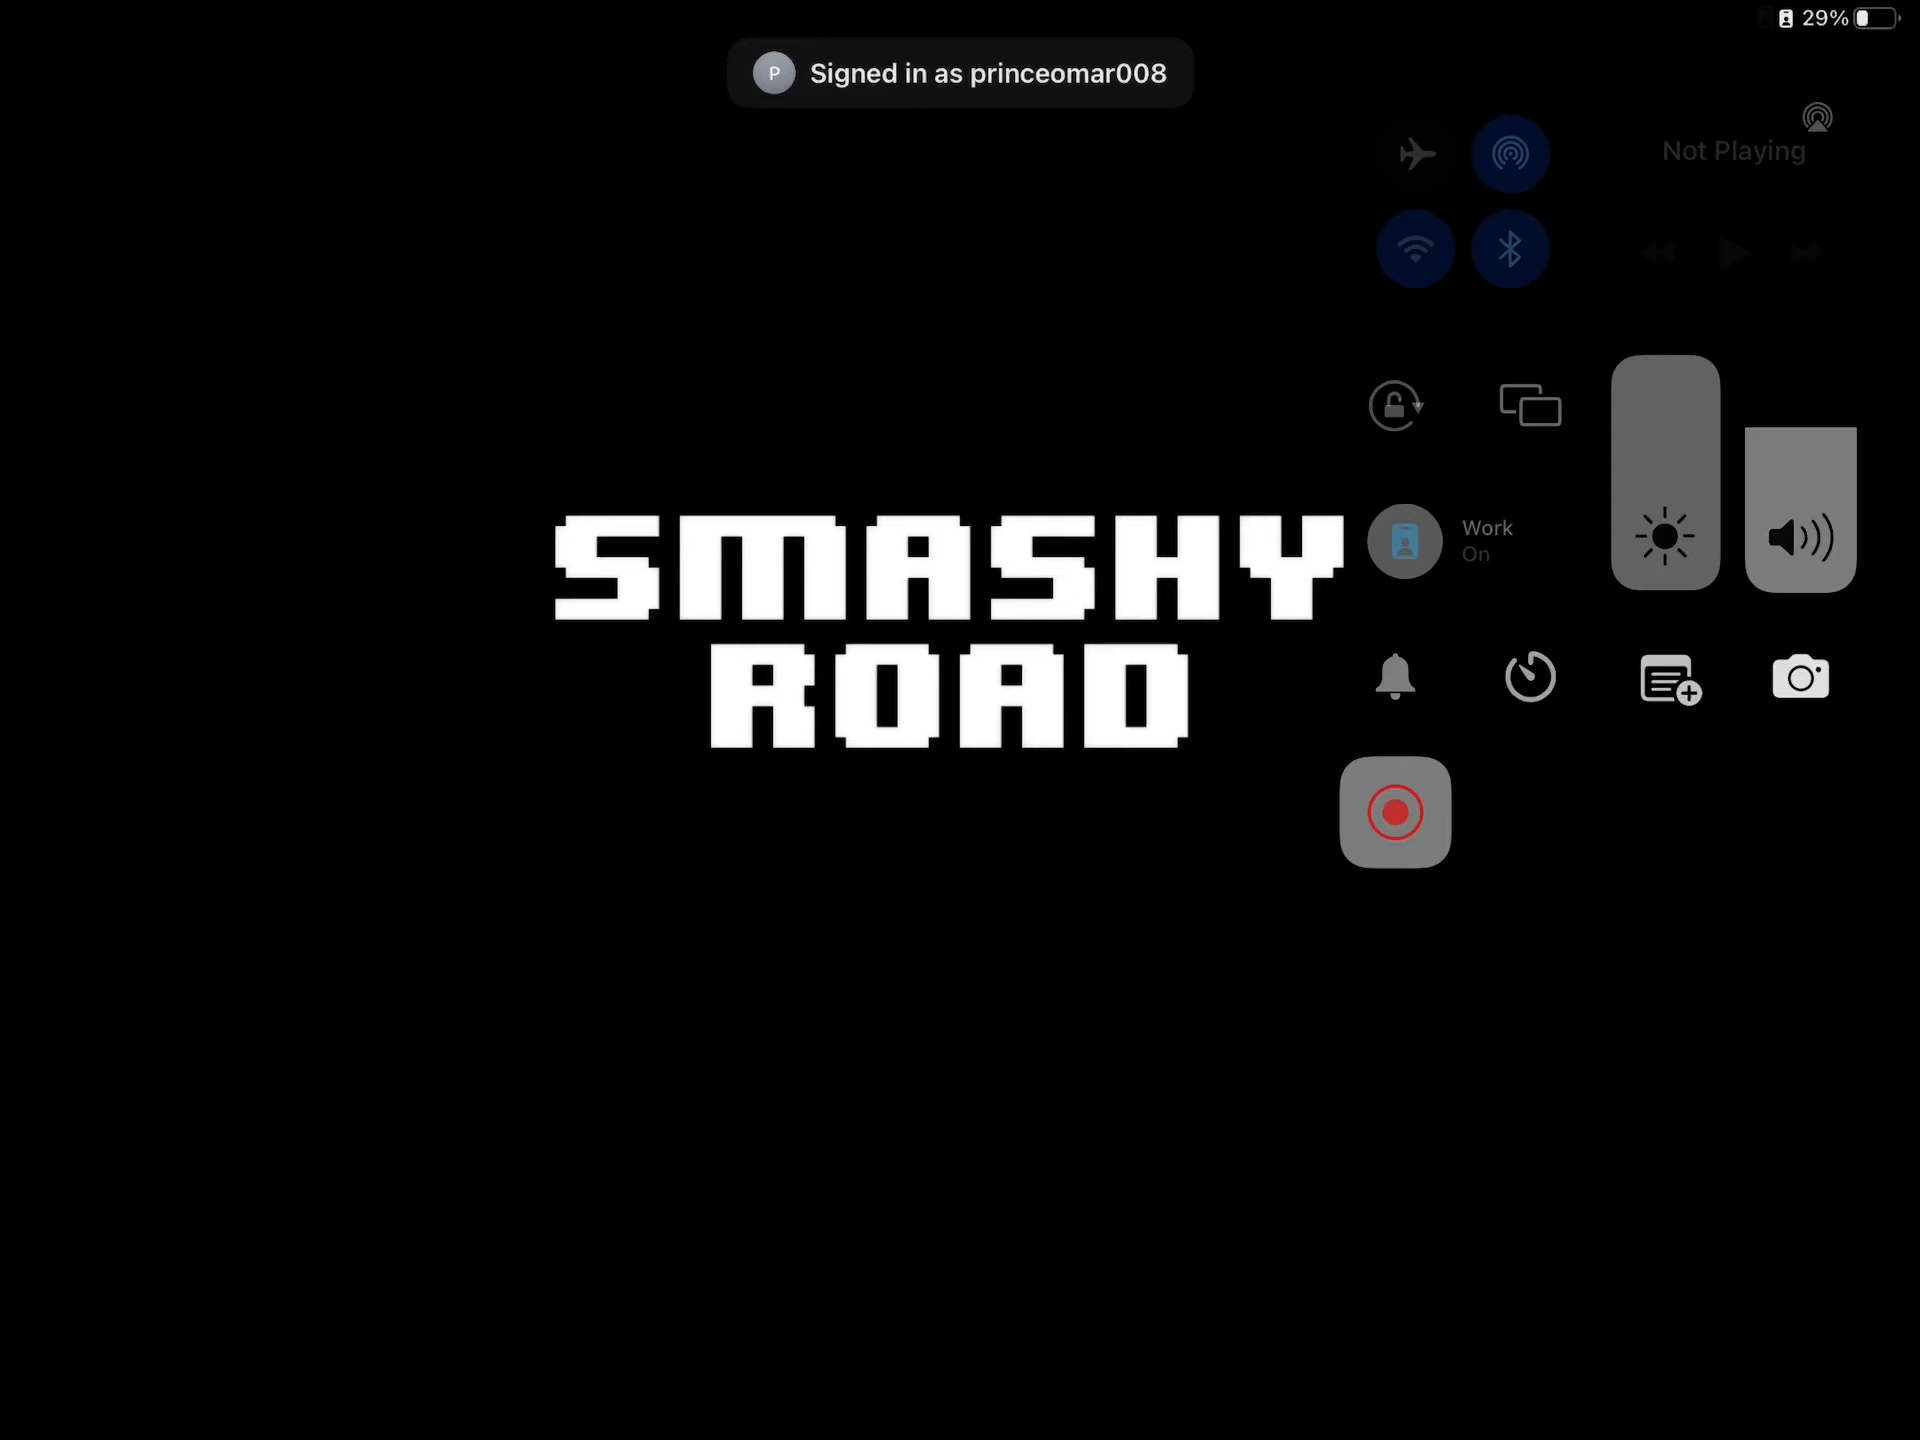 29%
Signed in as princeomar008
P
Not Playing
SMASHY
ROAD
Work
On